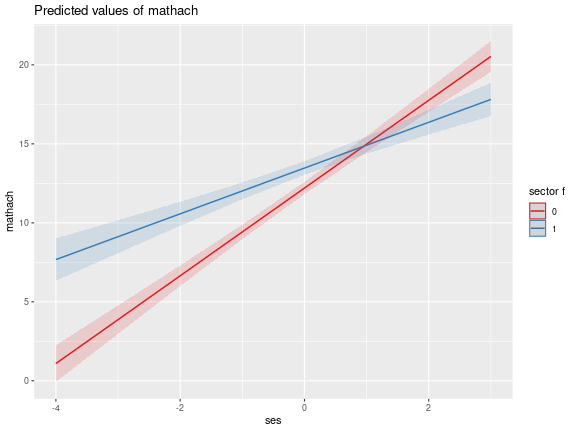 Predicted values of mathach
20
15
10
5
0
mathach
-4
-2
0
2
ses
sector f
0
1